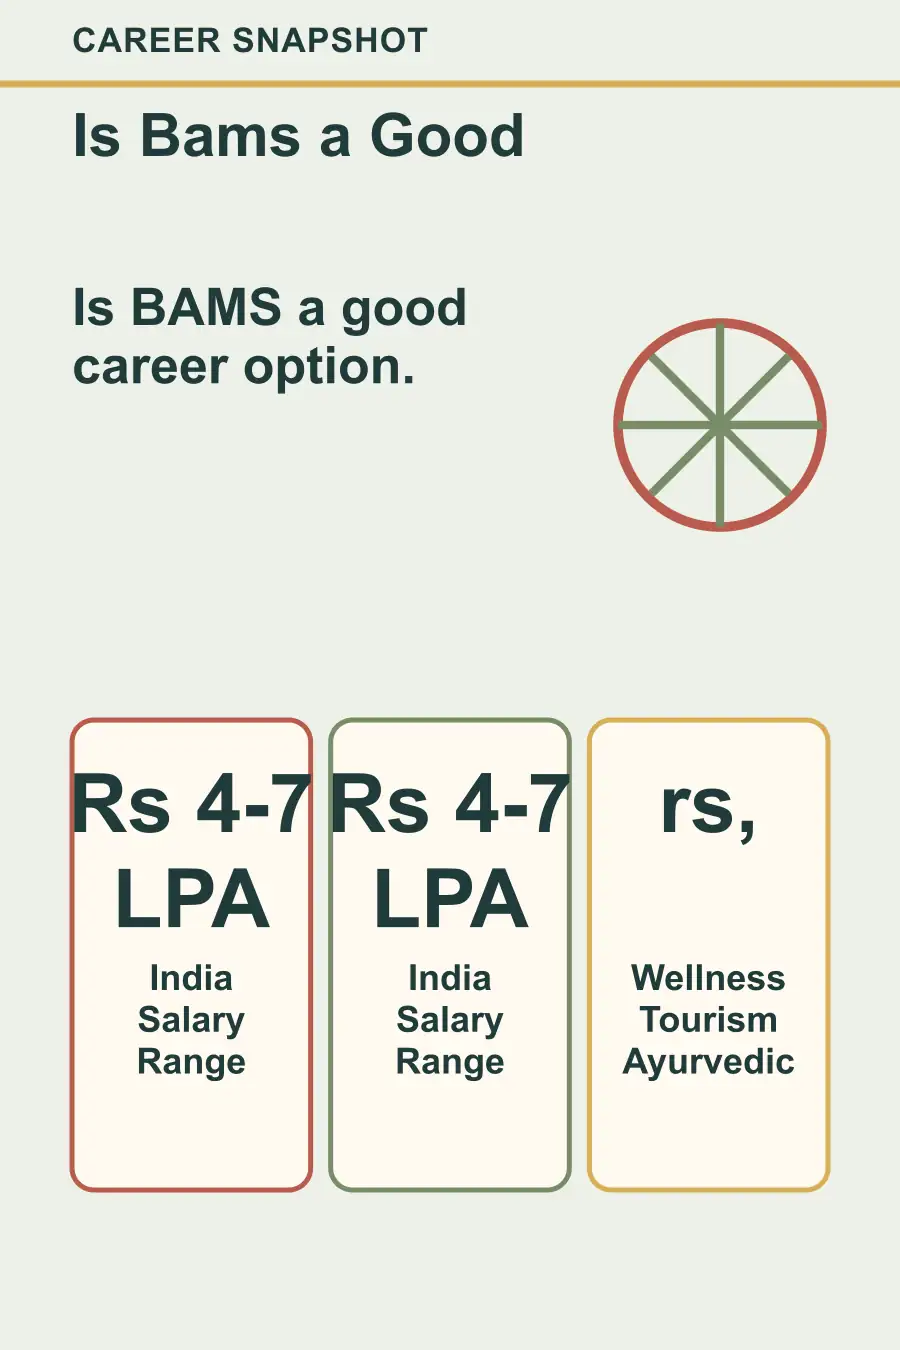 CAREER SNAPSHOT
Is Bams a Good
Is BAMS a good
career option.
Rs 4-7
LPA
India
Salary
Range
Rs 4-7
LPA
India
Salary
Range
rs,
Wellness
Tourism
Ayurvedic